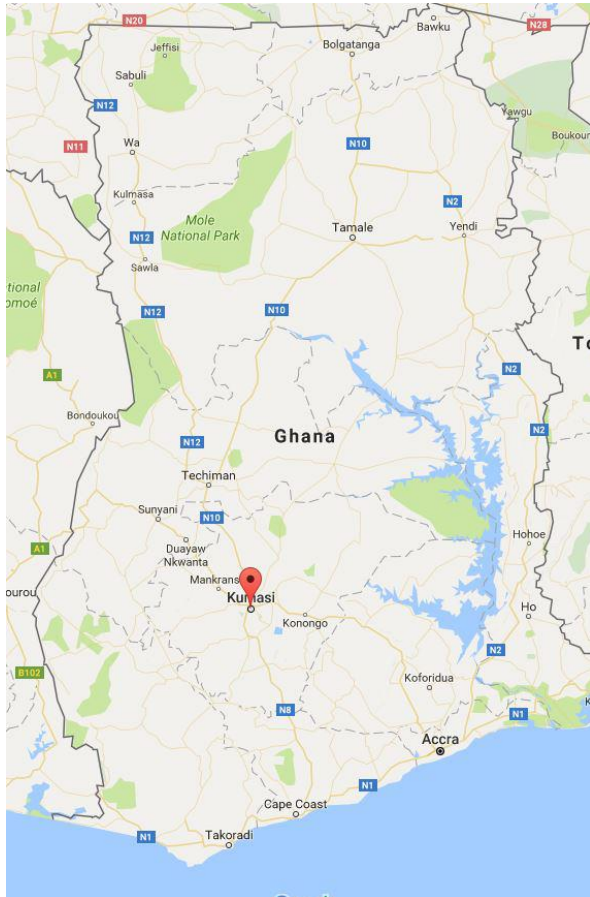 N20
Bawku
N28
Jeffisi
Bolgatanga
Sabuli
N12
Yawgu
Boukour
N11
Wa
N10
Kulmasa
N2
Mole
National Park
N12
Tamale
Yendi
Sawla
ational
omoé
N12
N10
To
A1
N2
Bondoukou
Ghana
N2
N12
Techiman
Sunyani
N10
Duayaw
Nkwanta
A1
Hohoe
Mankrans
ourou
Kumasi
Konongo
Ho
N2
B102
Koforidua
N8
N1
Accra
N1
Cape Coast
N1
Takoradi